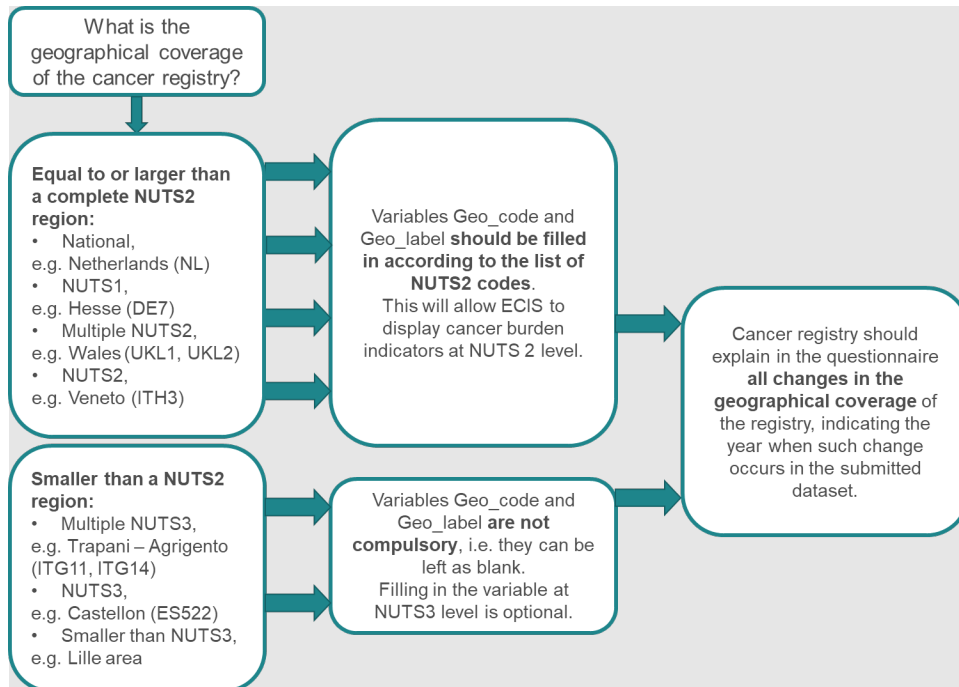 What is the
geographical coverage
of the cancer registry?
Equal to or larger than
a complete NUTS2
region:
• National,
e.g. Netherlands (NL)
• NUTS1,
e.g. Hesse (DE7)
• Multiple NUTS2,
e.g. Wales (UKL1, UKL2)
• NUTS2,
e.g. Veneto (ITH3)
Variables Geo_code and
Geo_label should be filled
in according to the list of
NUTS2 codes.
This will allow ECIS to
display cancer burden
indicators at NUTS 2 level.
Smaller than a NUTS2
region:
• Multiple NUTS3,
e.g. Trapani – Agrigento
(ITG11, ITG14)
• NUTS3,
e.g. Castellon (ES522)
• Smaller than NUTS3,
e.g. Lille area
Variables Geo_code and
Geo_label are not
compulsory, i.e. they can be
left as blank.
Filling in the variable at
NUTS3 level is optional.
Cancer registry should
explain in the questionnaire
all changes in the
geographical coverage of
the registry, indicating the
year when such change
occurs in the submitted
dataset.